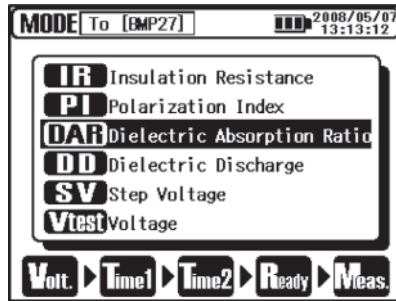 MODE To [BMP27] 2008/05/07
13:13:12
IR Insulation Resistance
PI Polarization Index
DAR Dielectric Absorption Ratio
DD Dielectric Discharge
SV Step Voltage
Vtest Voltage
Volt. Time1 Time2 Ready Meas.